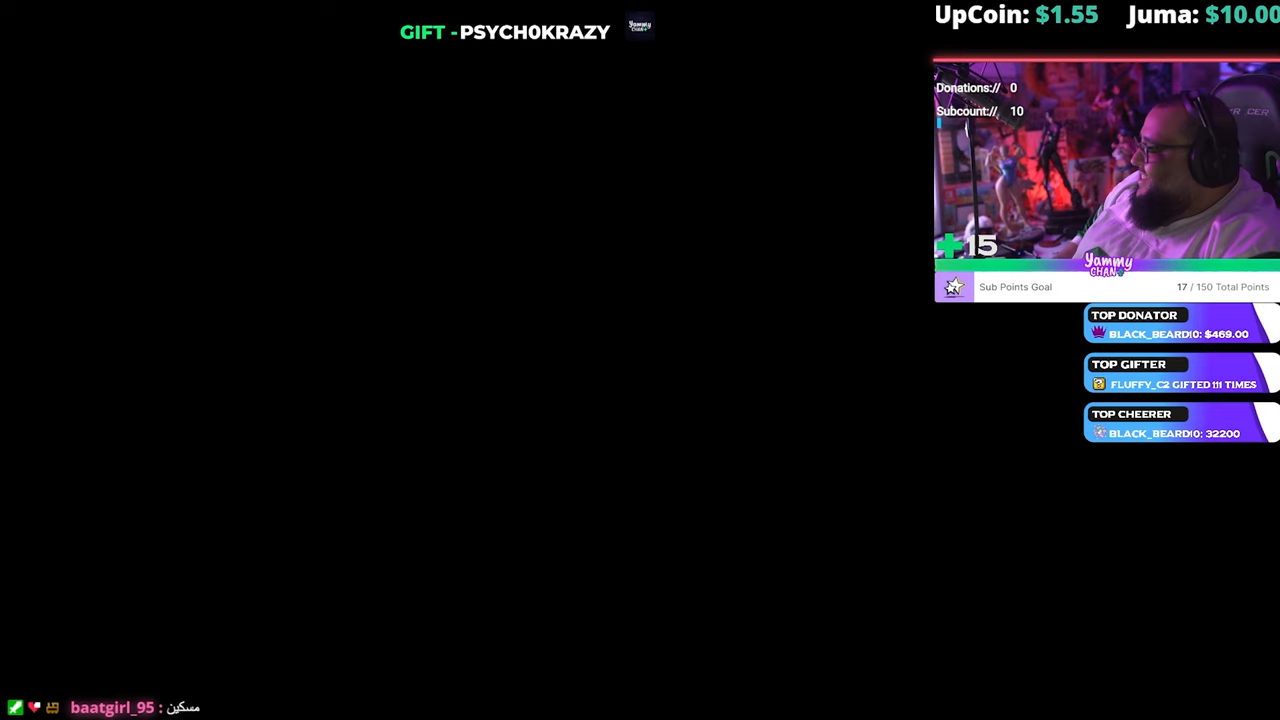 UpCoin: $1.55 Juma: $10.00
GIFT - PSYCH0KRAZY
Yammy CHAN
Donations:// 0
Subcount:// 10
+15
Yammy
CHAN
Sub Points Goal 17 / 150 Total Points
TOP DONATOR
BLACK_BEARD10: $469.00
TOP GIFTER
FLUFFY_C2 GIFTED 111 TIMES
TOP CHEERER
BLACK_BEARD10: 32200
baatgirl_95 : مسكين